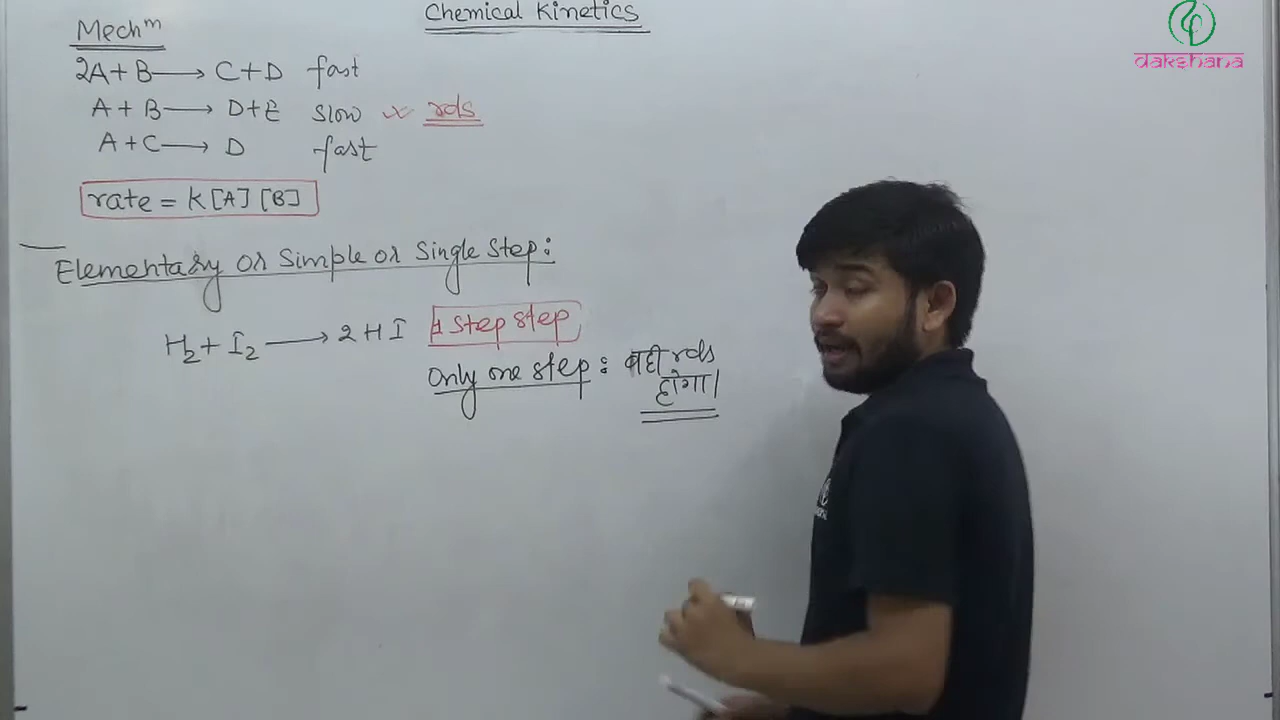 Chemical Kinetics
dakshana
Mechᵐ
2A + B ⟶ C + D fast
A + B ⟶ D + E slow rds
A + C ⟶ D fast
rate = K [A] [B]
Elementary or Simple or Single Step:
H₂ + I₂ ⟶ 2 H I 1 Step step
Only one step : वही rds
होगा।